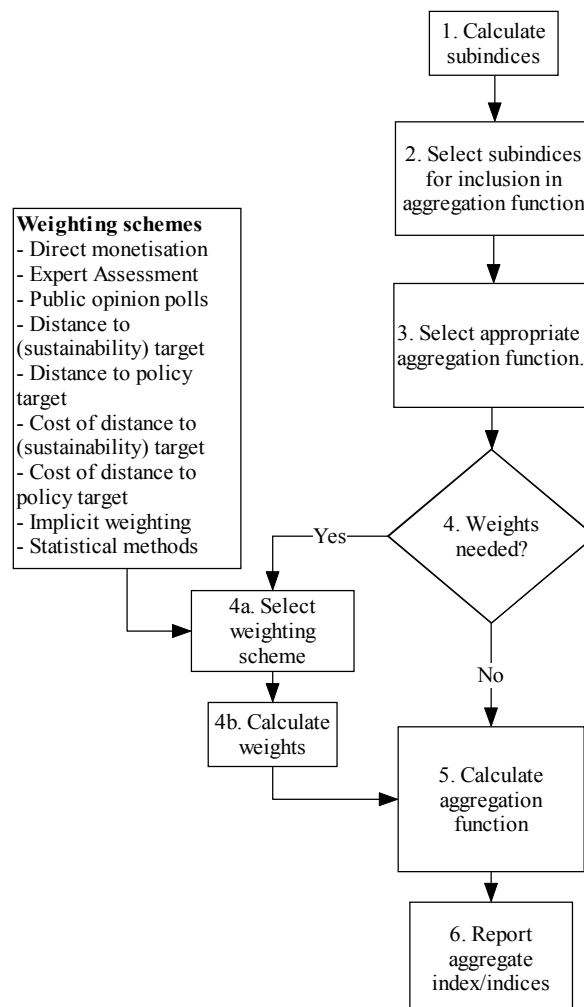 1. Calculate
subindices
2. Select subindices
for inclusion in
aggregation function
Weighting schemes
- Direct monetisation
- Expert Assessment
- Public opinion polls
- Distance to
(sustainability) target
- Distance to policy
target
- Cost of distance to
(sustainability) target
- Cost of distance to
policy target
- Implicit weighting
- Statistical methods
3. Select appropriate
aggregation function.
4. Weights
needed?
Yes
4a. Select
weighting
scheme
No
4b. Calculate
weights
5. Calculate
aggregation
function
6. Report
aggregate
index/indices